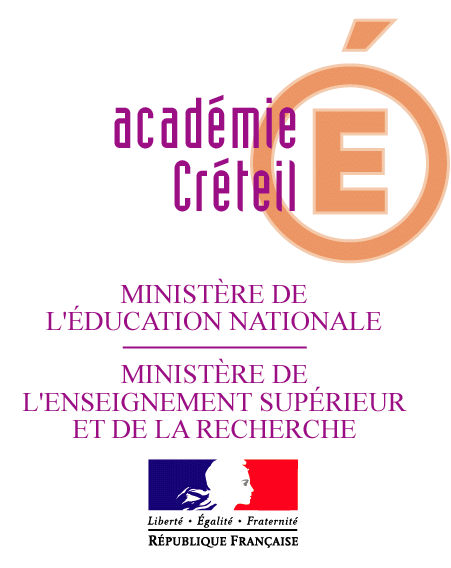 académie
Créteil
É
MINISTÈRE DE
L'ÉDUCATION NATIONALE
MINISTÈRE DE
L'ENSEIGNEMENT SUPÉRIEUR
ET DE LA RECHERCHE
Liberté • Égalité • Fraternité
RÉPUBLIQUE FRANÇAISE